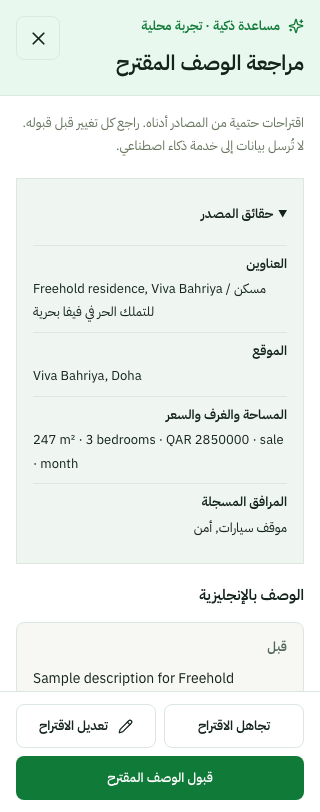 مساعدة ذكية · تجربة محلية
مراجعة الوصف المقترح
اقتراحات حتمية من المصادر أدناه. راجع كل تغيير قبل قبوله.
لا تُرسل بيانات إلى خدمة ذكاء اصطناعي.
▼ حقائق المصدر
العناوين
Freehold residence, Viva Bahriya / مسكن
للتملك الحر في فيفا بحرية
الموقع
Viva Bahriya, Doha
المساحة والغرف والسعر
247 m² · 3 bedrooms · QAR 2850000 · sale
· month
المرافق المسجلة
موقف سيارات, أمن
الوصف بالإنجليزية
قبل
Sample description for Freehold
تجاهل الاقتراح
تعديل الاقتراح
قبول الوصف المقترح